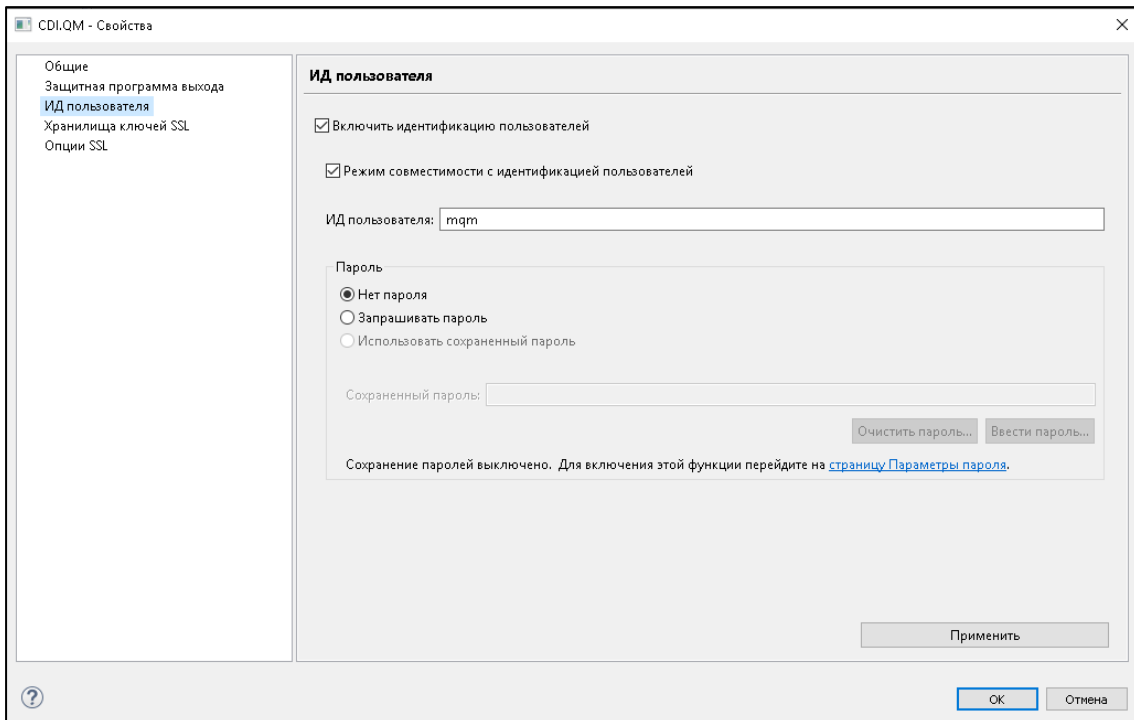 CDI.QM - Свойства
Общие
Защитная программа выхода
ИД пользователя
Хранилища ключей SSL
Опции SSL
ИД пользователя
Включить идентификацию пользователей
Режим совместимости с идентификацией пользователей
ИД пользователя: mqm
Пароль
Нет пароля
Запрашивать пароль
Использовать сохраненный пароль
Сохраненный пароль:
Очистить пароль... Ввести пароль...
Сохранение паролей выключено. Для включения этой функции перейдите на страницу Параметры пароля.
Применить
? OK Отмена